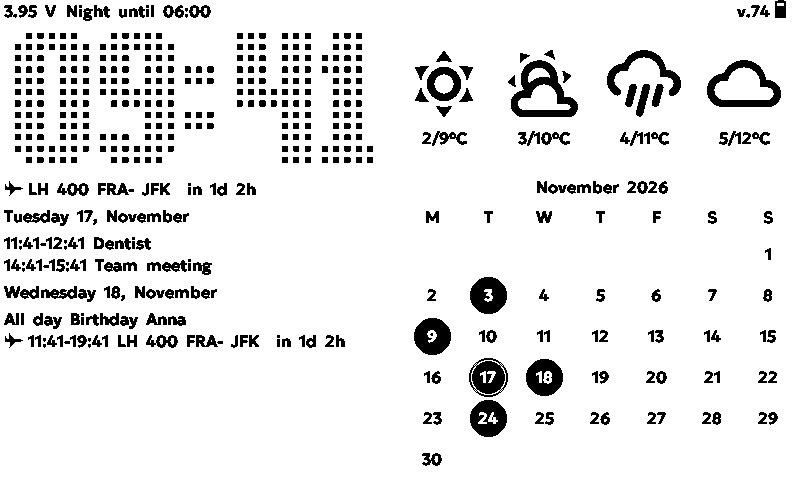 3.95 V Night until 06:00
v.74
09:41
2/9°C 3/10°C 4/11°C 5/12°C
LH 400 FRA- JFK in 1d 2h
Tuesday 17, November
11:41-12:41 Dentist
14:41-15:41 Team meeting
Wednesday 18, November
All day Birthday Anna
11:41-19:41 LH 400 FRA- JFK in 1d 2h
November 2026
M T W T F S S
1
2 3 4 5 6 7 8
9 10 11 12 13 14 15
16 17 18 19 20 21 22
23 24 25 26 27 28 29
30